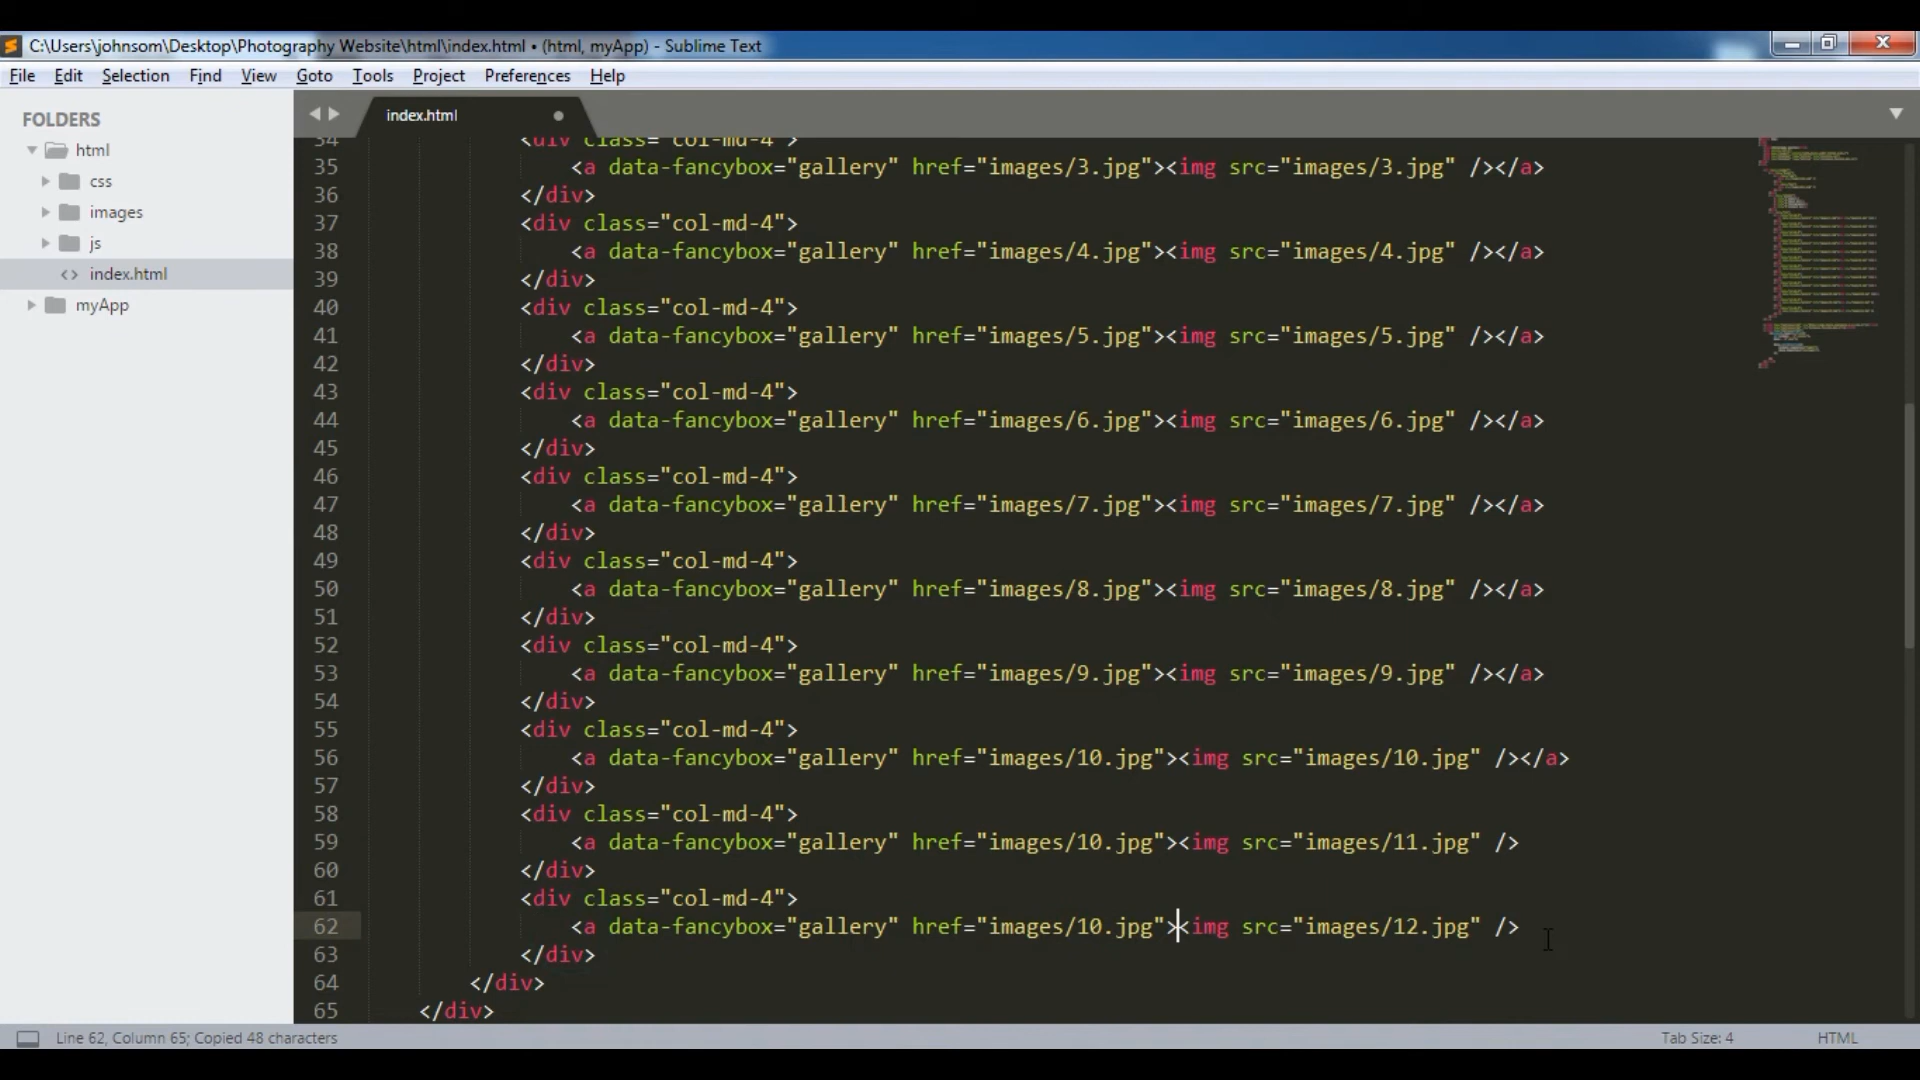 C:\Users\johnsom\Desktop\Photography Website\html\index.html • (html, myApp) - Sublime Text
File Edit Selection Find View Goto Tools Project Preferences Help
FOLDERS
html
css
images
js
index.html
myApp
index.html
34 <div class="col-md-4">
35 <a data-fancybox="gallery" href="images/3.jpg"><img src="images/3.jpg" /></a>
36 </div>
37 <div class="col-md-4">
38 <a data-fancybox="gallery" href="images/4.jpg"><img src="images/4.jpg" /></a>
39 </div>
40 <div class="col-md-4">
41 <a data-fancybox="gallery" href="images/5.jpg"><img src="images/5.jpg" /></a>
42 </div>
43 <div class="col-md-4">
44 <a data-fancybox="gallery" href="images/6.jpg"><img src="images/6.jpg" /></a>
45 </div>
46 <div class="col-md-4">
47 <a data-fancybox="gallery" href="images/7.jpg"><img src="images/7.jpg" /></a>
48 </div>
49 <div class="col-md-4">
50 <a data-fancybox="gallery" href="images/8.jpg"><img src="images/8.jpg" /></a>
51 </div>
52 <div class="col-md-4">
53 <a data-fancybox="gallery" href="images/9.jpg"><img src="images/9.jpg" /></a>
54 </div>
55 <div class="col-md-4">
56 <a data-fancybox="gallery" href="images/10.jpg"><img src="images/10.jpg" /></a>
57 </div>
58 <div class="col-md-4">
59 <a data-fancybox="gallery" href="images/10.jpg"><img src="images/11.jpg" />
60 </div>
61 <div class="col-md-4">
62 <a data-fancybox="gallery" href="images/10.jpg"><img src="images/12.jpg" />
63 </div>
64 </div>
65 </div>
Line 62, Column 65; Copied 48 characters Tab Size: 4 HTML